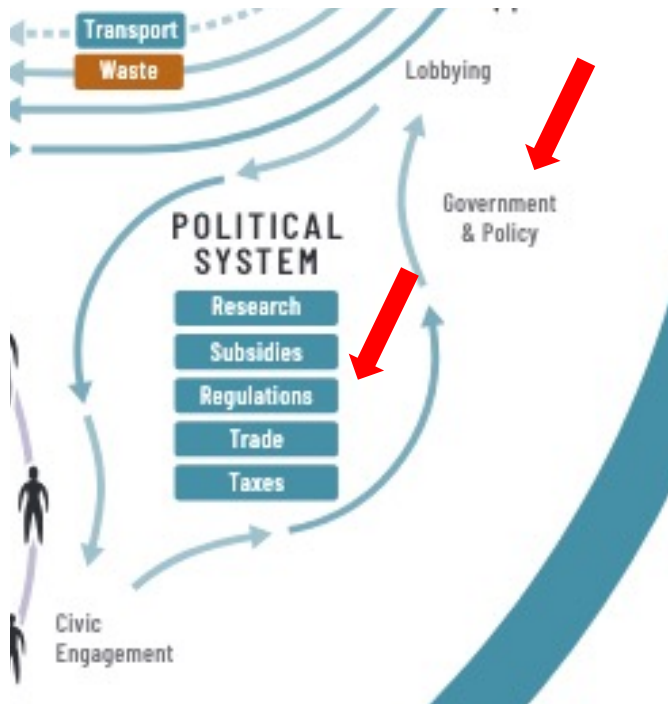 Transport
Waste
Lobbying
Government
& Policy
POLITICAL
SYSTEM
Research
Subsidies
Regulations
Trade
Taxes
Civic
Engagement